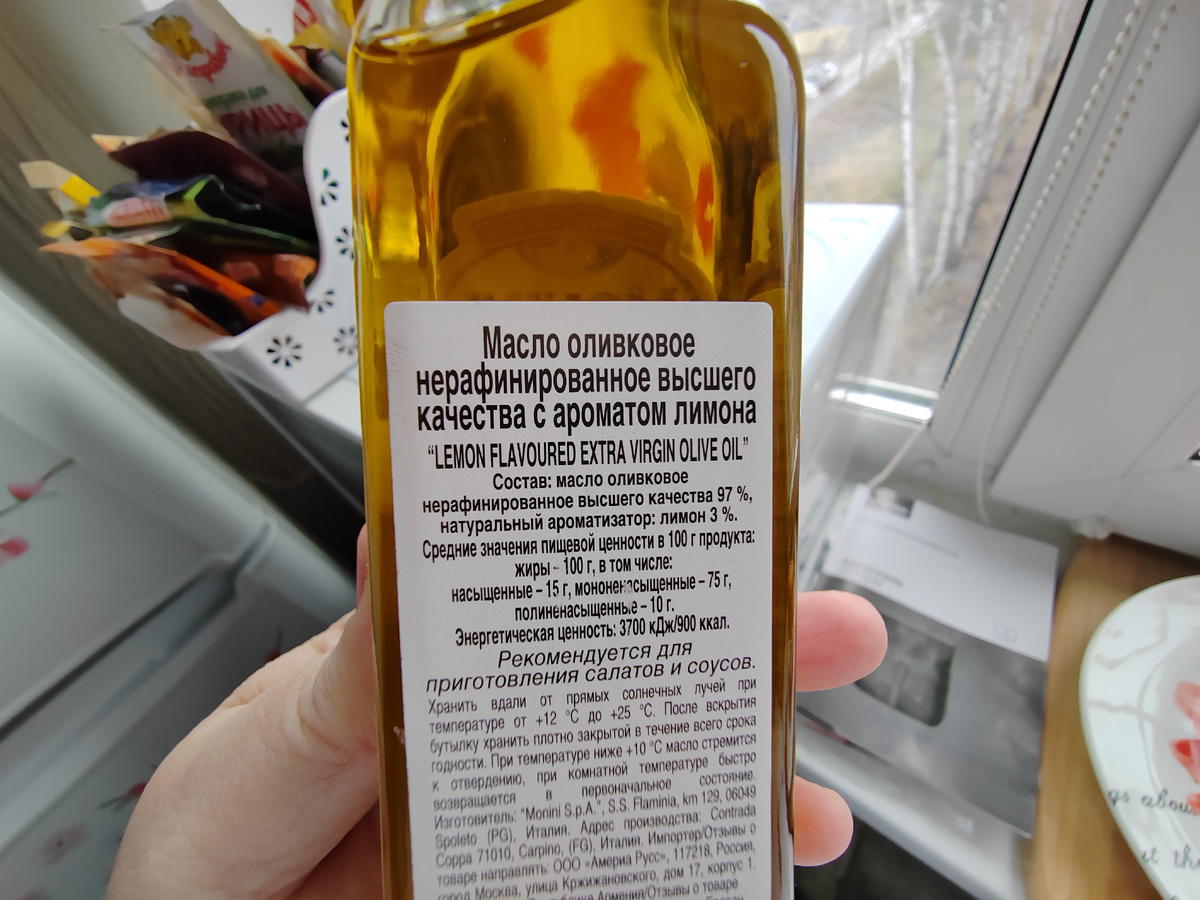 Масло оливковое
нерафинированное высшего
качества с ароматом лимона
“LEMON FLAVOURED EXTRA VIRGIN OLIVE OIL”
Состав: масло оливковое
нерафинированное высшего качества 97 %,
натуральный ароматизатор: лимон 3 %.
Средние значения пищевой ценности в 100 г продукта:
жиры - 100 г, в том числе:
насыщенные – 15 г, мононенасыщенные – 75 г,
полиненасыщенные – 10 г.
Энергетическая ценность: 3700 кДж/900 ккал.
Рекомендуется для
приготовления салатов и соусов.
Хранить вдали от прямых солнечных лучей при
температуре от +12 °C до +25 °C. После вскрытия
бутылку хранить плотно закрытой в течение всего срока
годности. При температуре ниже +10 °C масло стремится
к отвердению, при комнатной температуре быстро
возвращается в первоначальное состояние.
Изготовитель: "Monini S.p.A.", S.S. Flaminia, km 129, 06049
Spoleto (PG), Италия. Адрес производства: Contrada
Coppa 71010, Carpino, (FG), Италия. Импортер/Отзывы о
товаре направлять: ООО «Америа Русс», 117218, Россия,
город Москва, улица Кржижановского, дом 17, корпус 1.
Республике Армения/Отзывы о товаре